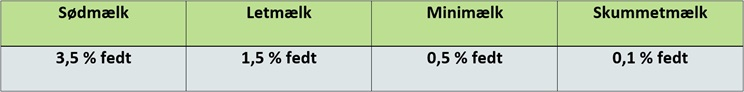 Sødmælk Letmælk Minimælk Skummetmælk
3,5 % fedt 1,5 % fedt 0,5 % fedt 0,1 % fedt